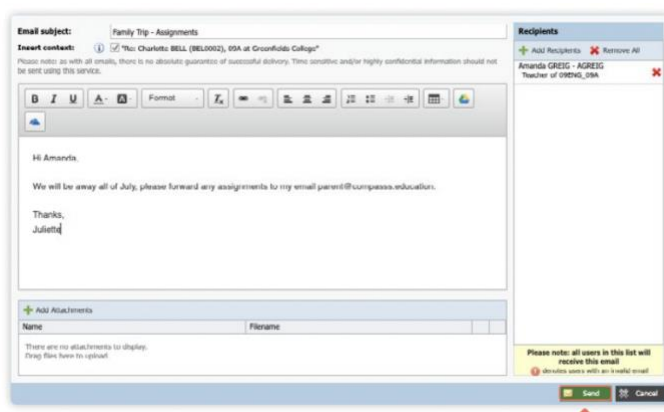 Email subject: Family Trip - Assignments
Insert context: "Re: Charlotte BELL (BEL0002), 09A at Greenfields College"
Please note: as with all emails, there is no absolute guarantee of successful delivery. Time sensitive and/or highly confidential information should not
be sent using this service.
B I U A A Format Tx
Hi Amanda,
We will be away all of July, please forward any assignments to my email parent@compass.education.
Thanks,
Juliette
Add Attachments
Name Filename
There are no attachments to display.
Drag files here to upload
Recipients
Add Recipients Remove All
Amanda GREIG - AGREIG
Teacher of 09ENG_09A
Please note: all users in this list will
receive this email
denotes users with an invalid email
Send Cancel